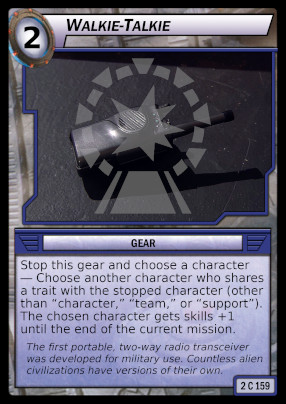 2
Walkie-Talkie
GEAR
Stop this gear and choose a character
— Choose another character who shares
a trait with the stopped character (other
than “character,” “team,” or “support”).
The chosen character gets skills +1
until the end of the current mission.
The first portable, two-way radio transceiver
was developed for military use. Countless alien
civilizations have versions of their own.
2 C 159